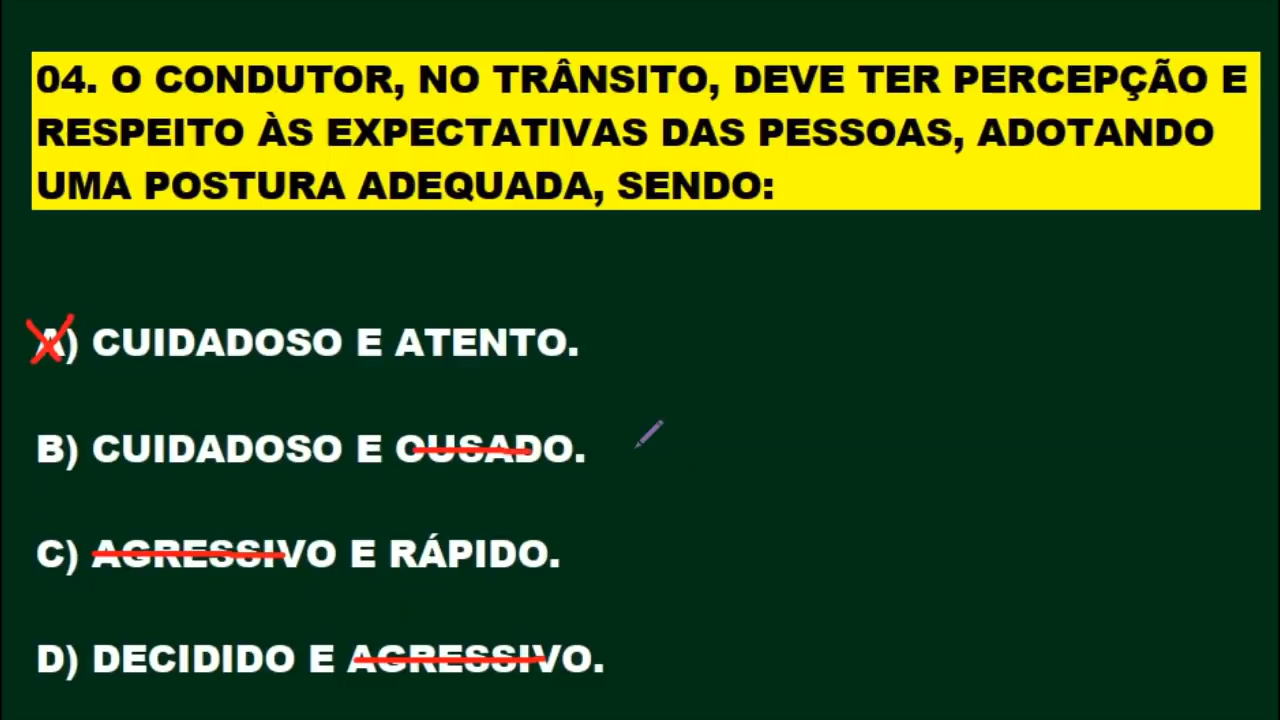 04. O CONDUTOR, NO TRÂNSITO, DEVE TER PERCEPÇÃO E
RESPEITO ÀS EXPECTATIVAS DAS PESSOAS, ADOTANDO
UMA POSTURA ADEQUADA, SENDO:
A) CUIDADOSO E ATENTO.
B) CUIDADOSO E OUSADO.
C) AGRESSIVO E RÁPIDO.
D) DECIDIDO E AGRESSIVO.